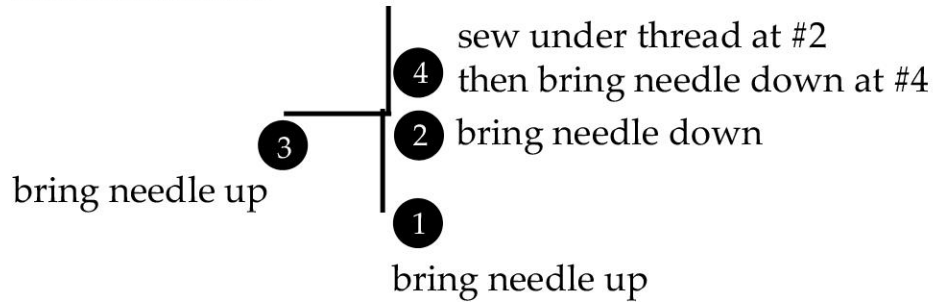 sew under thread at #2
4 then bring needle down at #4
2 bring needle down
3
bring needle up
1
bring needle up